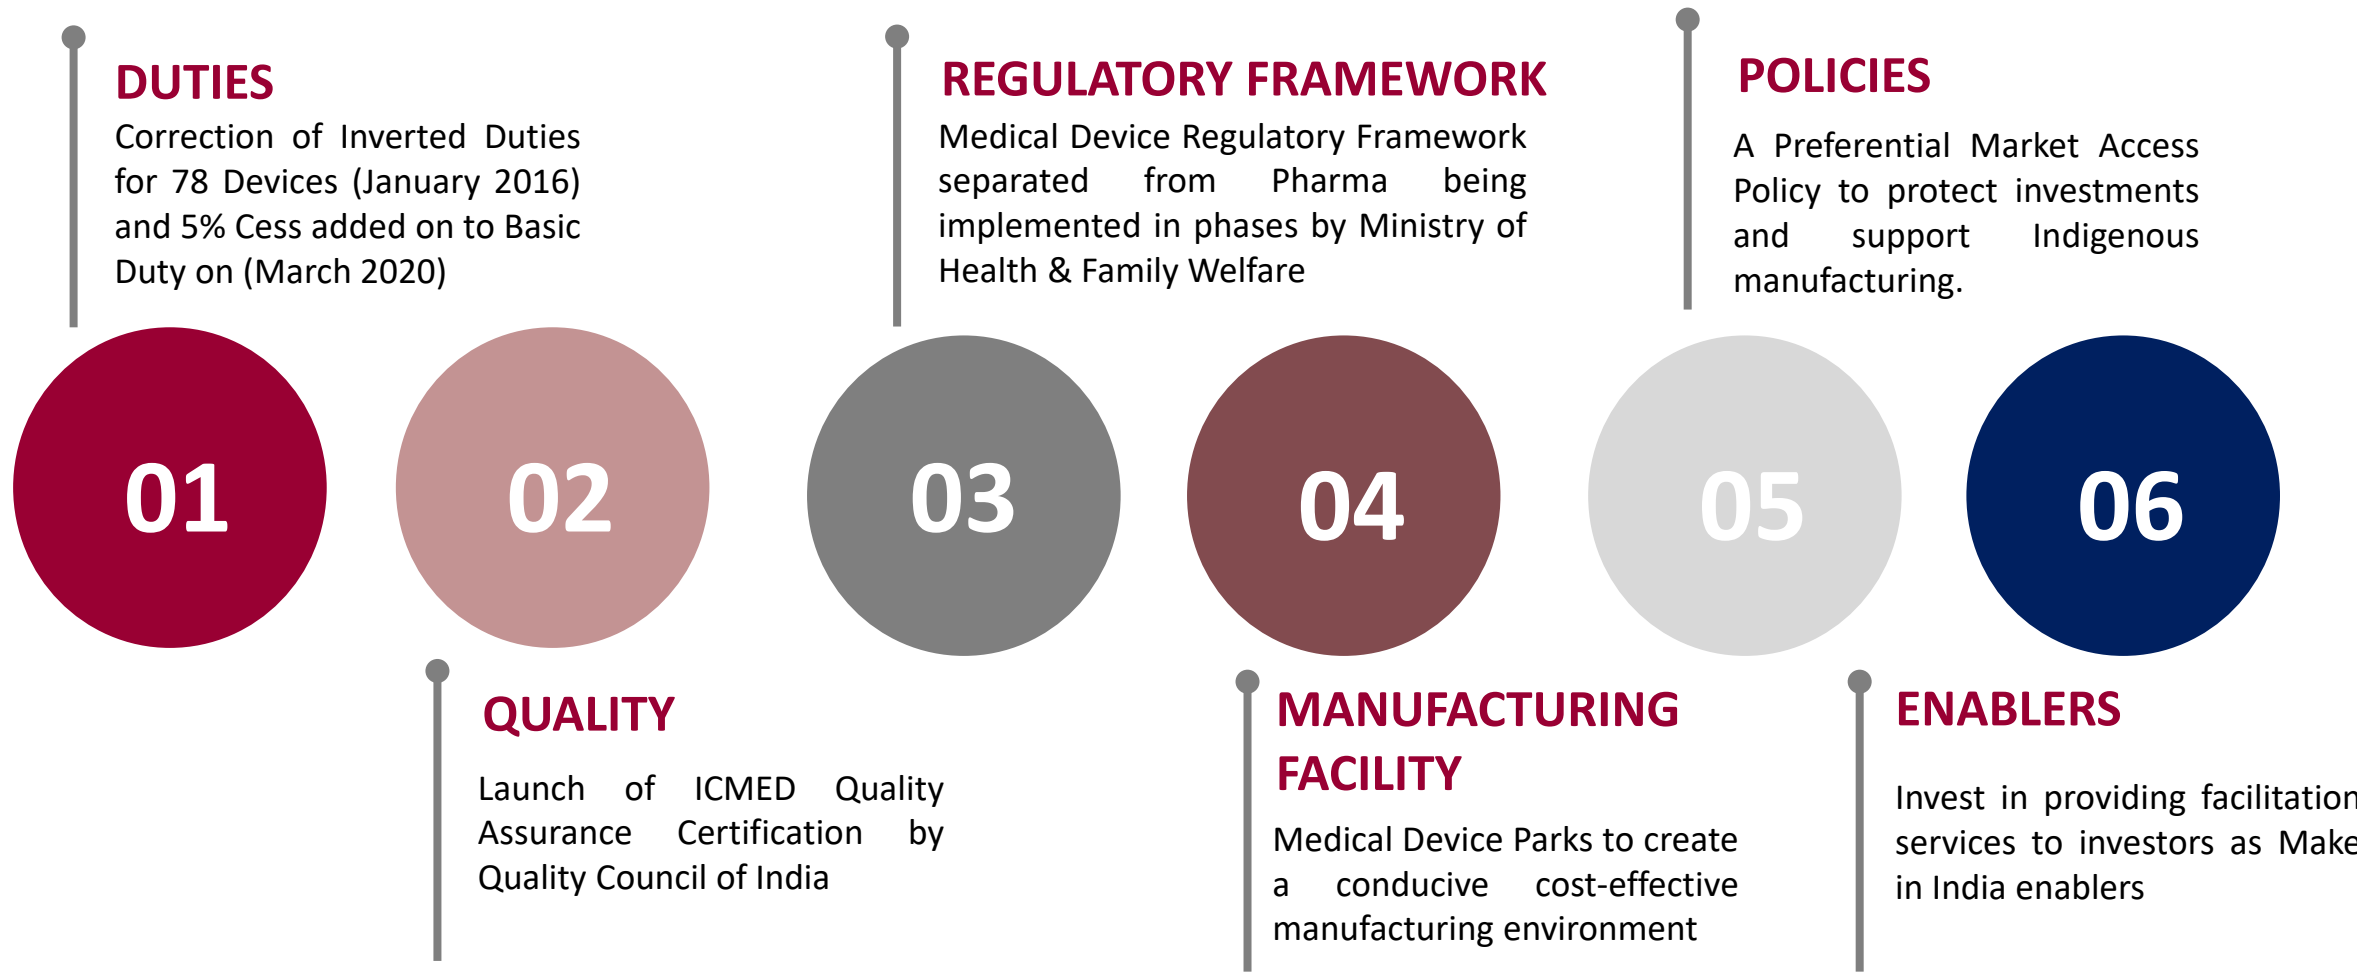 DUTIES
Correction of Inverted Duties
for 78 Devices (January 2016)
and 5% Cess added on to Basic
Duty on (March 2020)
REGULATORY FRAMEWORK
Medical Device Regulatory Framework
separated from Pharma being
implemented in phases by Ministry of
Health & Family Welfare
POLICIES
A Preferential Market Access
Policy to protect investments
and support Indigenous
manufacturing.
01
02
03
04
05
06
QUALITY
Launch of ICMED Quality
Assurance Certification by
Quality Council of India
MANUFACTURING
FACILITY
Medical Device Parks to create
a conducive cost-effective
manufacturing environment
ENABLERS
Invest in providing facilitation
services to investors as Make
in India enablers